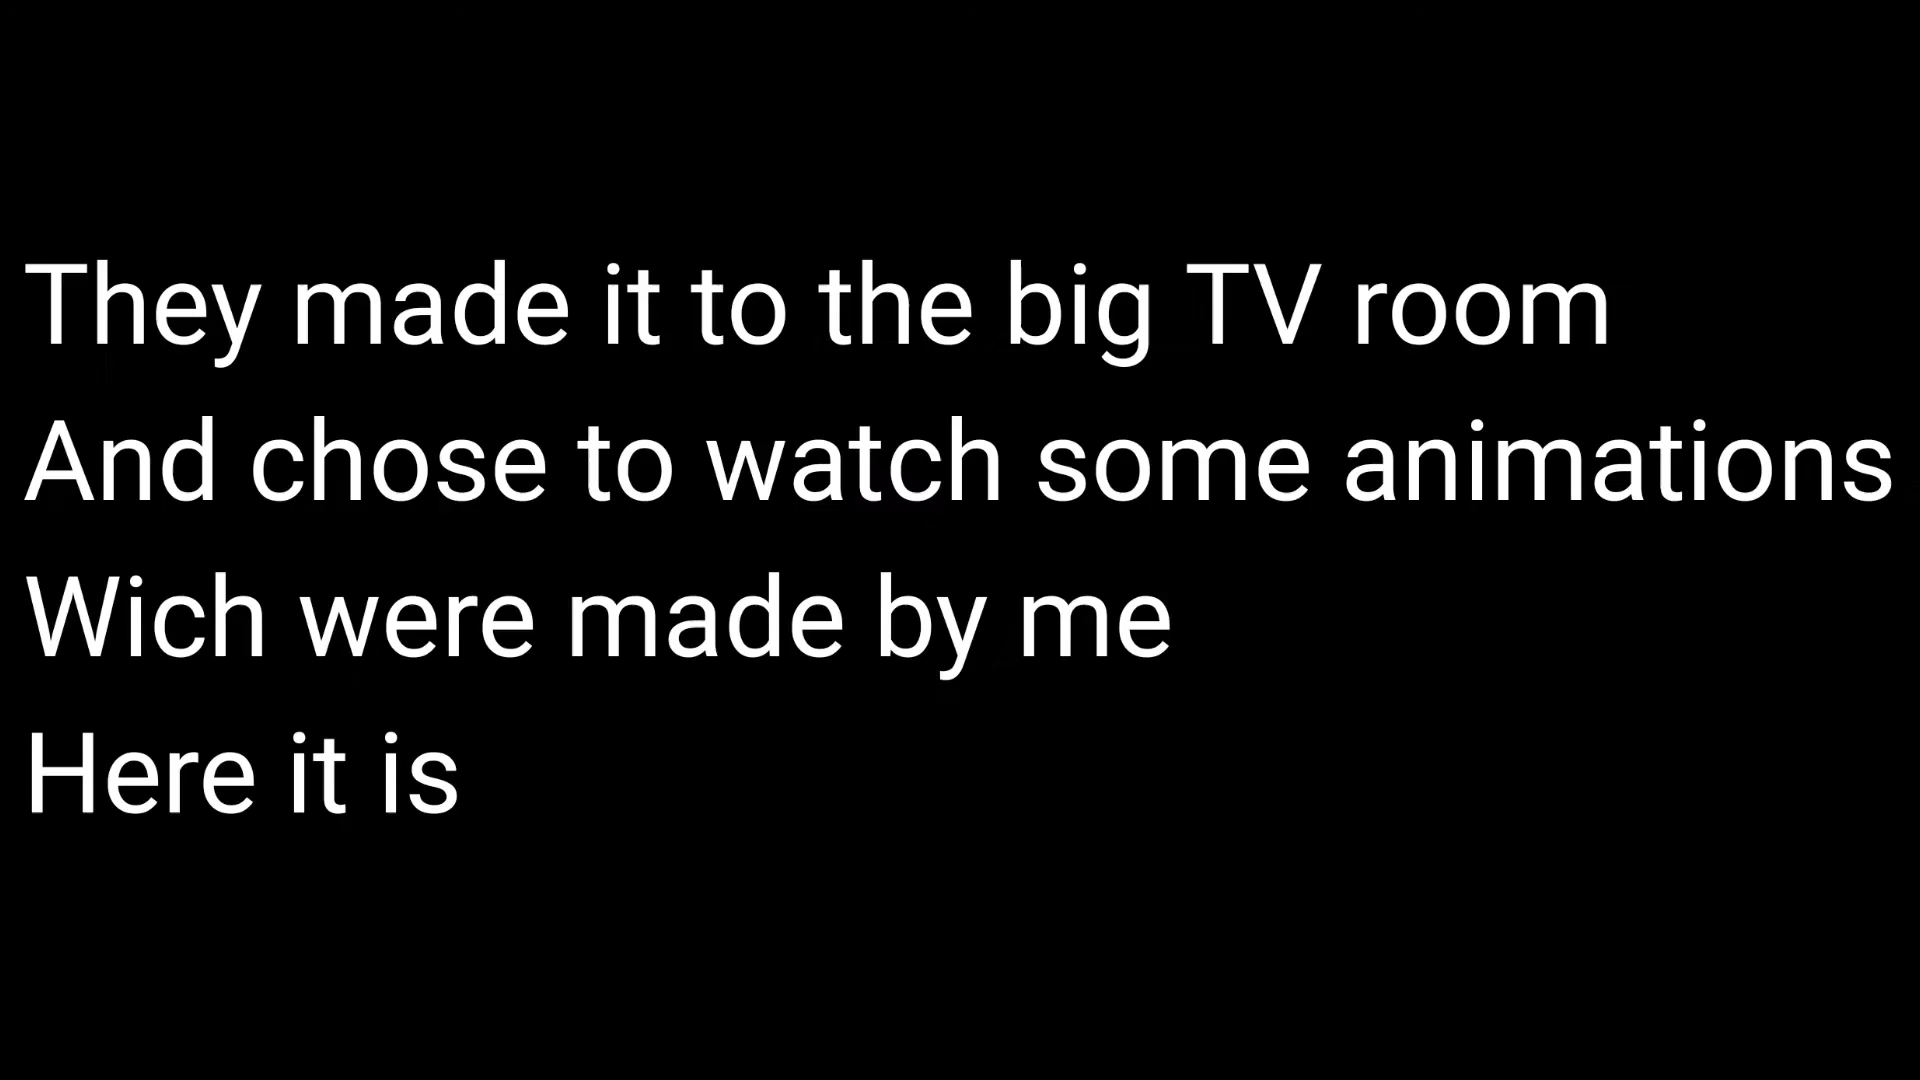 They made it to the big TV room
And chose to watch some animations
Wich were made by me
Here it is